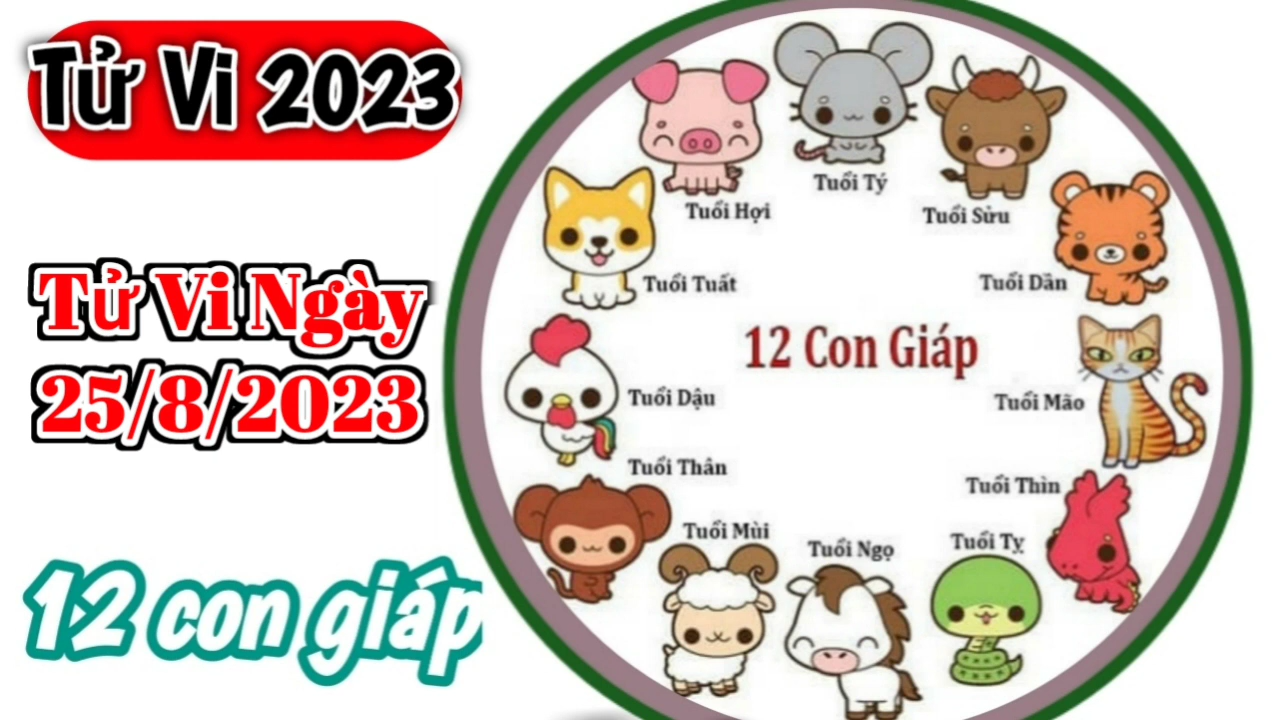 Tử Vi 2023
Tử Vi Ngày
25/8/2023
12 con giáp
Tuổi Tý
Tuổi Hợi
Tuổi Sửu
Tuổi Tuất
Tuổi Dần
12 Con Giáp
Tuổi Dậu
Tuổi Mão
Tuổi Thân
Tuổi Thìn
Tuổi Mùi
Tuổi Ngọ
Tuổi Tỵ